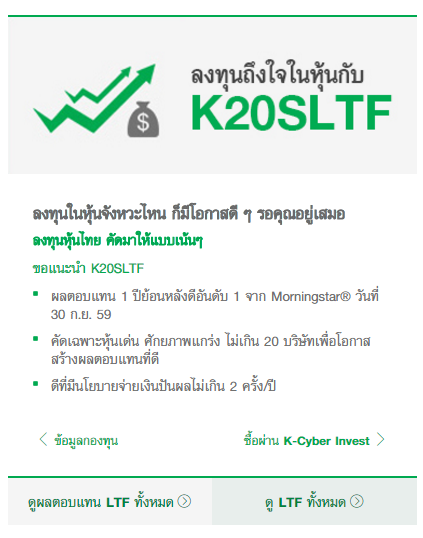 ลงทุนถึงใจในหุ้นกับ
K20SLTF
$
ลงทุนในหุ้นจังหวะไหน ก็มีโอกาสดี ๆ รอคุณอยู่เสมอ
ลงทุนหุ้นไทย คัดมาให้แบบเน้นๆ
ขอแนะนำ K20SLTF
ผลตอบแทน 1 ปีย้อนหลังดีอันดับ 1 จาก Morningstar® วันที่
30 ก.ย. 59
คัดเฉพาะหุ้นเด่น ศักยภาพแกร่ง ไม่เกิน 20 บริษัทเพื่อโอกาส
สร้างผลตอบแทนที่ดี
ดีที่มีนโยบายจ่ายเงินปันผลไม่เกิน 2 ครั้ง/ปี
ข้อมูลกองทุน
ซื้อผ่าน K-Cyber Invest
ดูผลตอบแทน LTF ทั้งหมด
ดู LTF ทั้งหมด